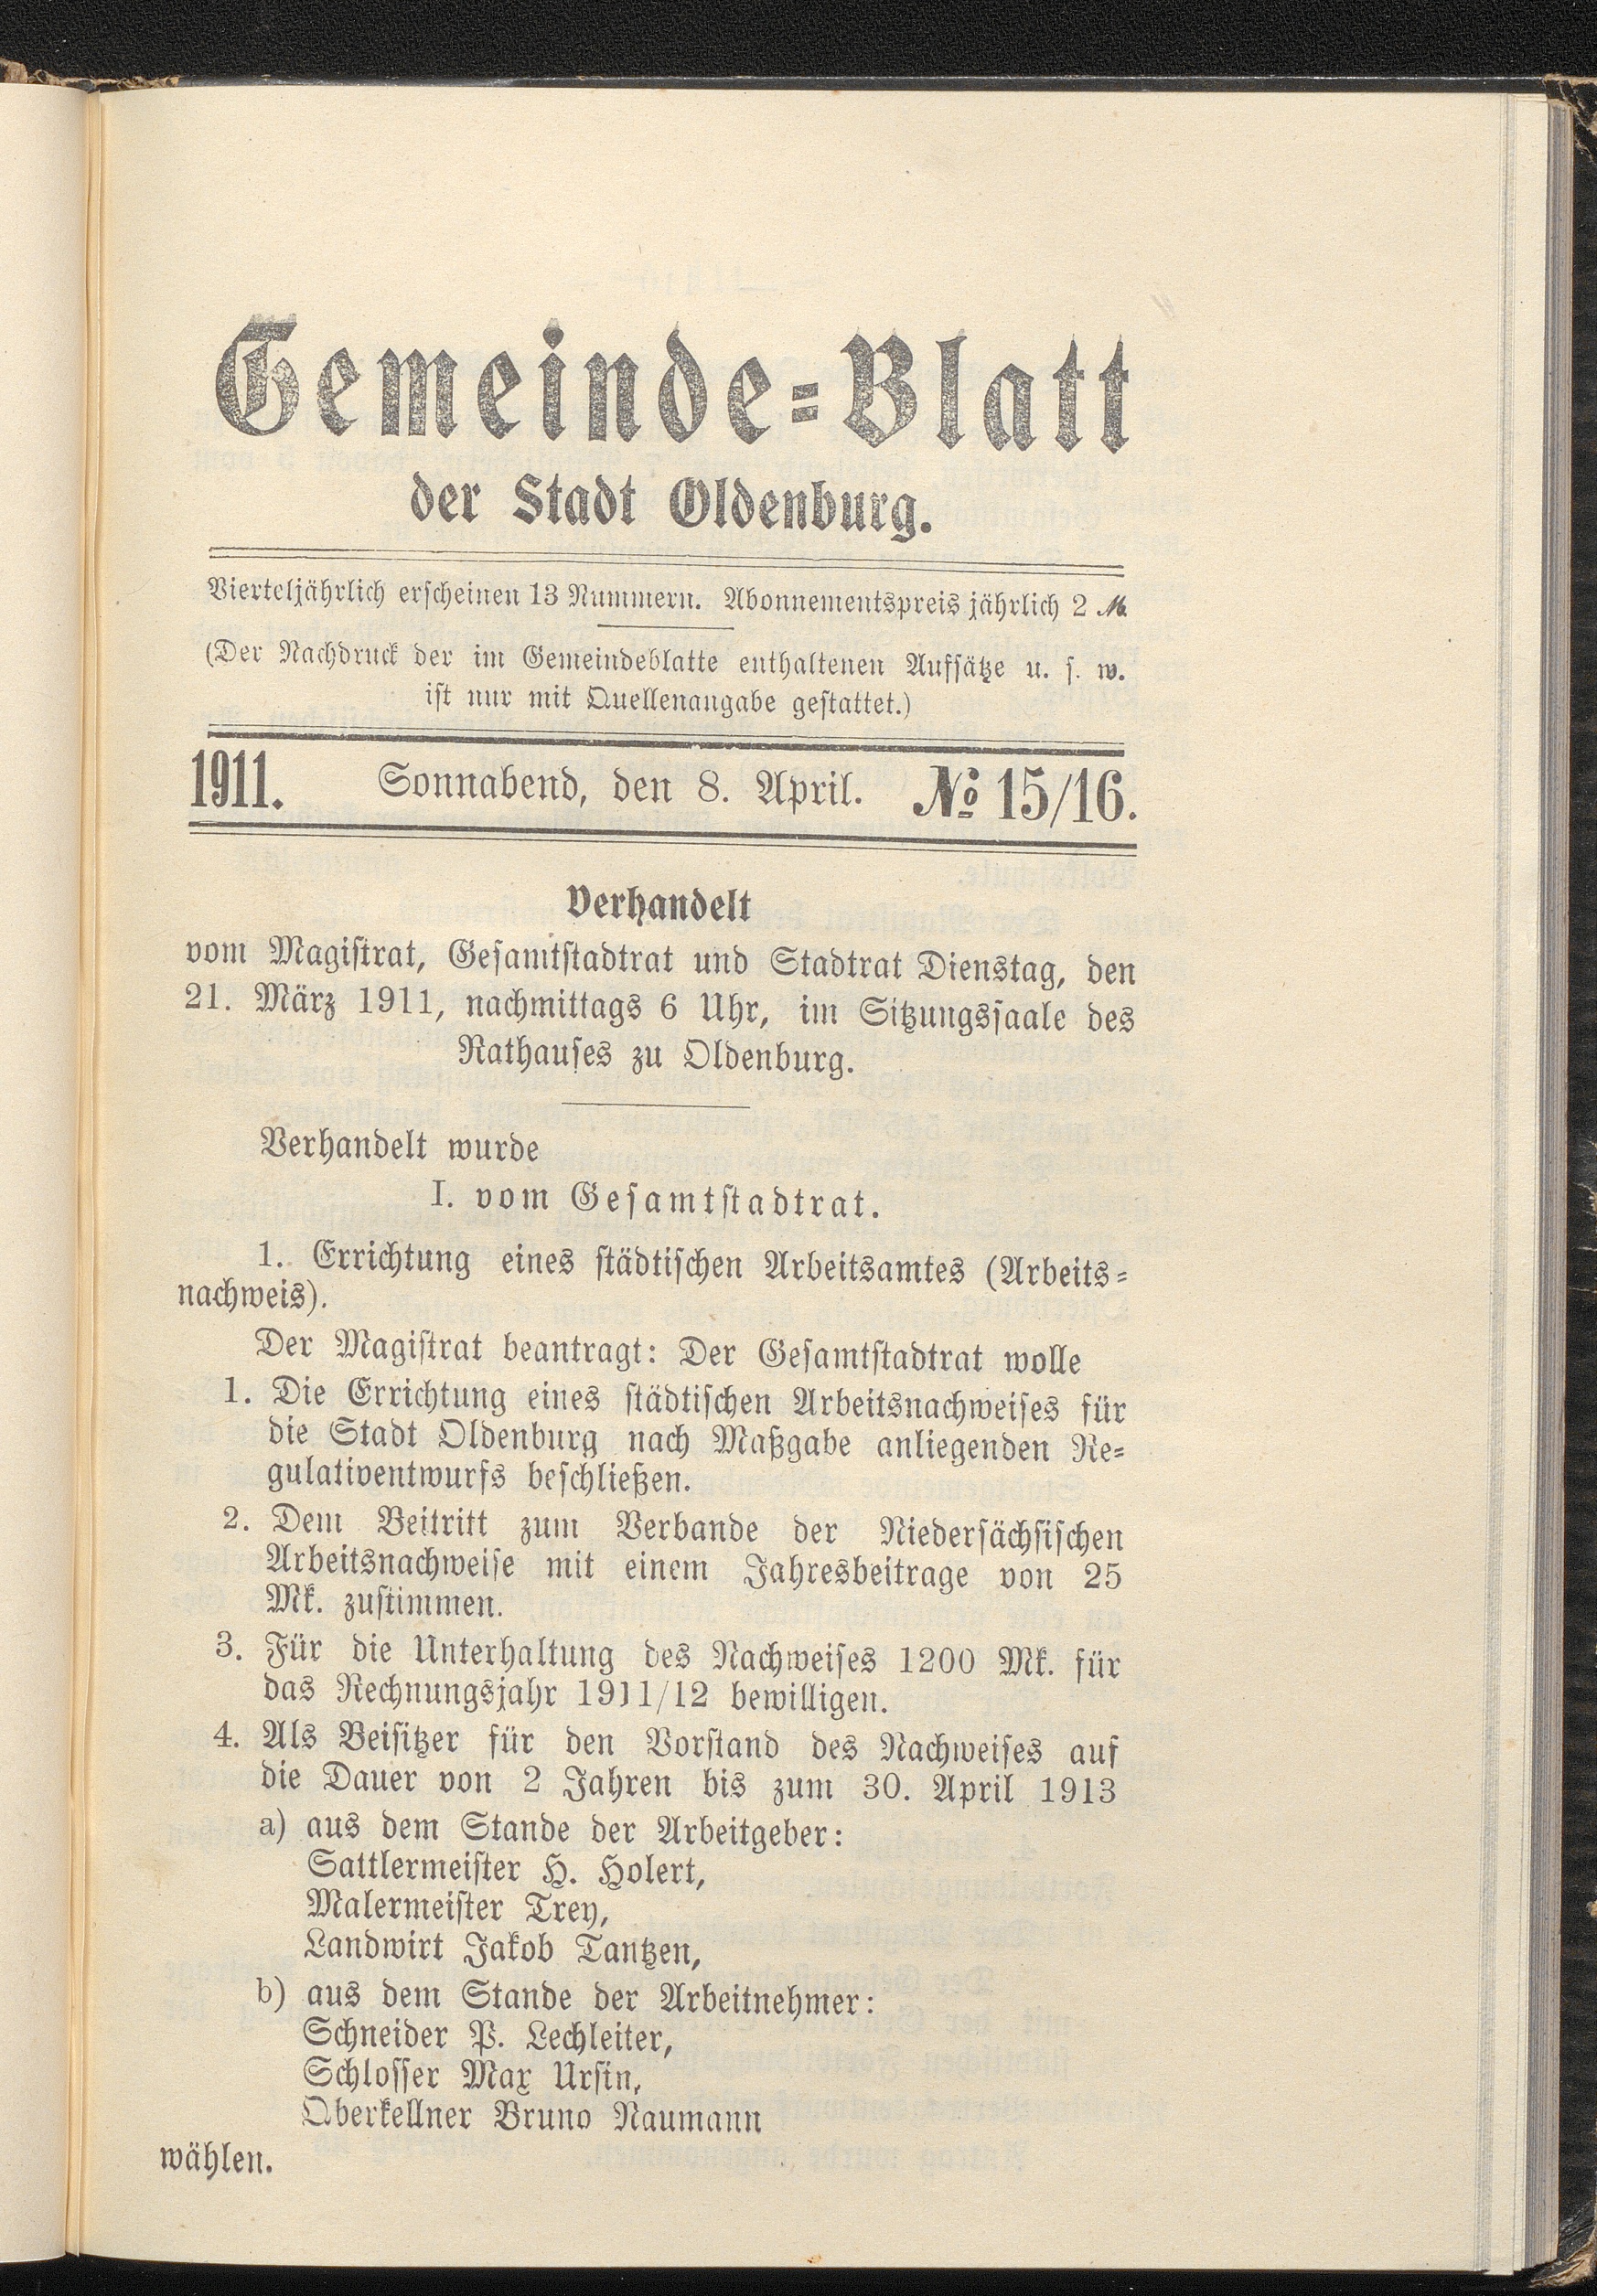 Gemeinde-Blatt
der Stadt Oldenburg.
Vierteljährlich erscheinen 13 Nummern. Abonnementspreis jährlich 2 ℳ
(Der Nachdruck der im Gemeindeblatte enthaltenen Aufsätze u. s. w.
ist nur mit Quellenangabe gestattet.)
1911. Sonnabend, den 8. April. № 15/16.
Verhandelt
vom Magistrat, Gesamtstadtrat und Stadtrat Dienstag, den
21. März 1911, nachmittags 6 Uhr, im Sitzungssaale des
Rathauses zu Oldenburg.
Verhandelt wurde
I. vom Gesamtstadtrat.
1. Errichtung eines städtischen Arbeitsamtes (Arbeits-
nachweis).
Der Magistrat beantragt: Der Gesamtstadtrat wolle
1. Die Errichtung eines städtischen Arbeitsnachweises für
die Stadt Oldenburg nach Maßgabe anliegenden Re-
gulativentwurfs beschließen.
2. Dem Beitritt zum Verbande der Niedersächsischen
Arbeitsnachweise mit einem Jahresbeitrage von 25
Mk. zustimmen.
3. Für die Unterhaltung des Nachweises 1200 Mk. für
das Rechnungsjahr 1911/12 bewilligen.
4. Als Beisitzer für den Vorstand des Nachweises auf
die Dauer von 2 Jahren bis zum 30. April 1913
a) aus dem Stande der Arbeitgeber:
Sattlermeister H. Holert,
Malermeister Trey,
Landwirt Jakob Tantzen,
b) aus dem Stande der Arbeitnehmer:
Schneider P. Lechleiter,
Schlosser Max Ursin,
Oberkellner Bruno Naumann
wählen.